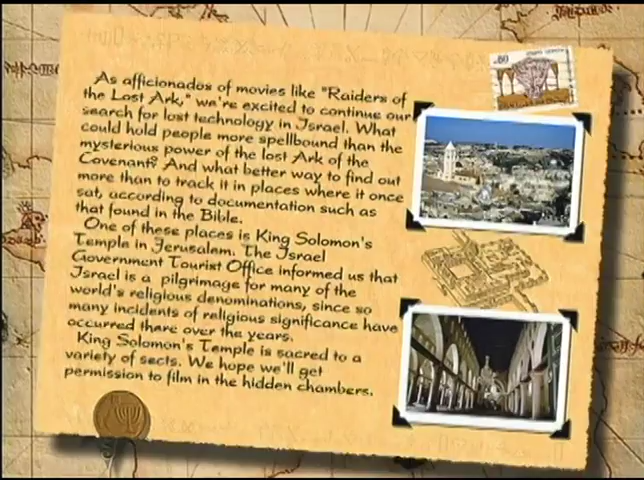 As afficionados of movies like "Raiders of
the Lost Ark," we're excited to continue our
search for lost technology in Israel. What
could hold people more spellbound than the
mysterious power of the lost Ark of the
Covenant? And what better way to find out
more than to track it in places where it once
sat, according to documentation such as
that found in the Bible.
One of these places is King Solomon's
Temple in Jerusalem. The Israel
Government Tourist Office informed us that
Israel is a pilgrimage for many of the
world's religious denominations, since so
many incidents of religious significance have
occurred there over the years.
King Solomon's Temple is sacred to a
variety of sects. We hope we'll get
permission to film in the hidden chambers.